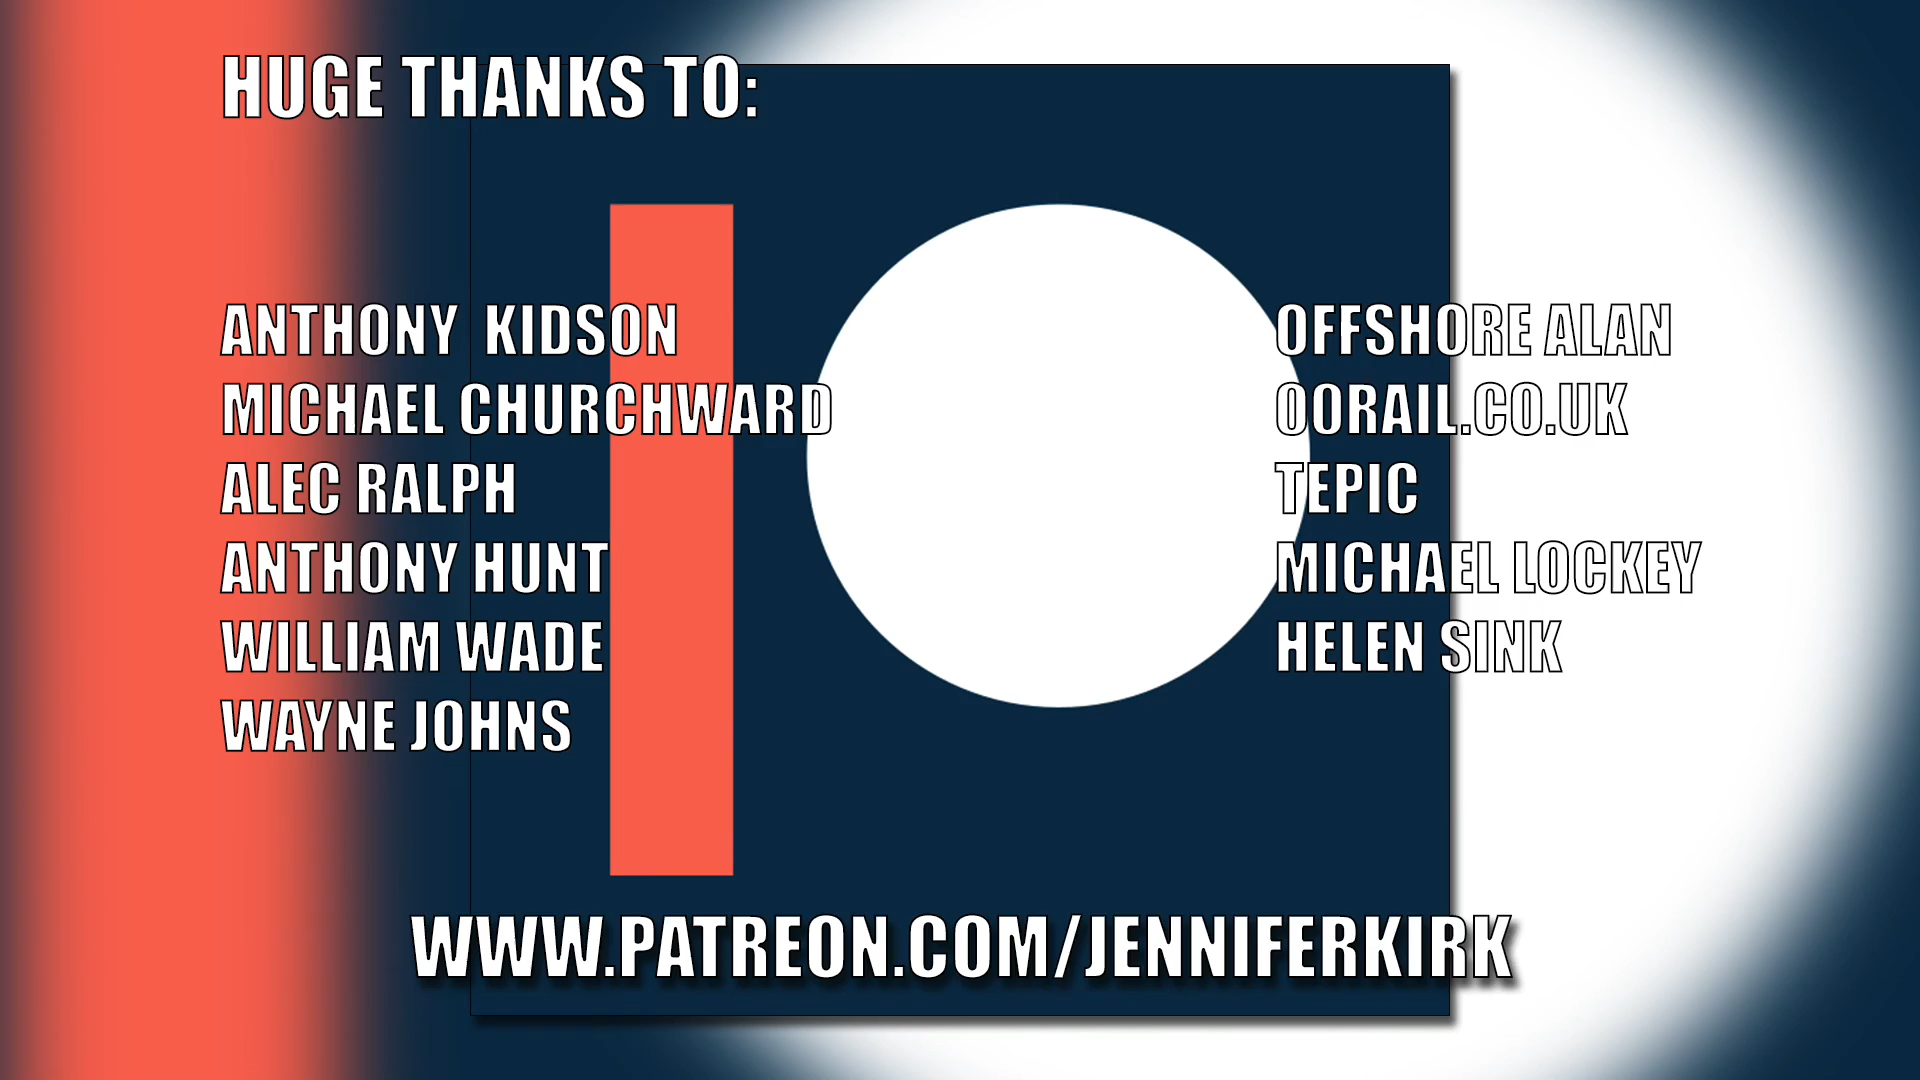 HUGE THANKS TO:
ANTHONY KIDSON
MICHAEL CHURCHWARD
ALEC RALPH
ANTHONY HUNT
WILLIAM WADE
WAYNE JOHNS
OFFSHORE ALAN
OORAIL.CO.UK
TEPIC
MICHAEL LOCKEY
HELEN SINK
WWW.PATREON.COM/JENNIFERKIRK